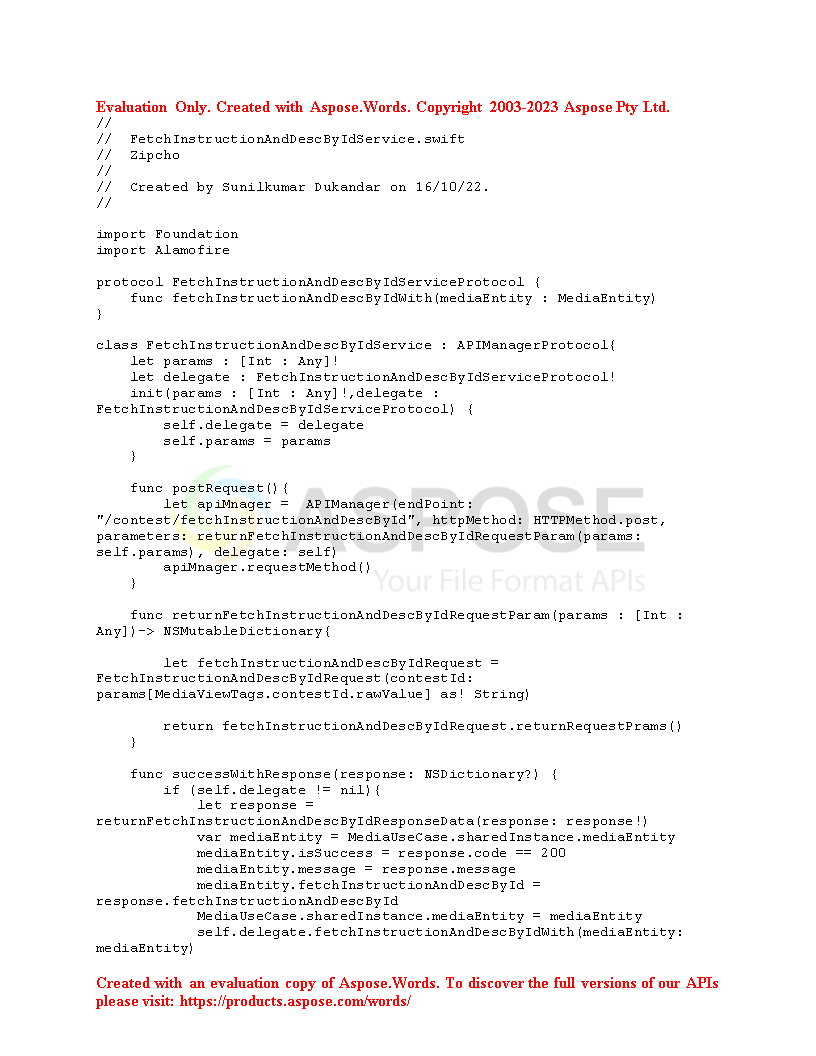 Evaluation Only. Created with Aspose.Words. Copyright 2003-2023 Aspose Pty Ltd.
//
//  FetchInstructionAndDescByIdService.swift
//  Zipcho
//
//  Created by Sunilkumar Dukandar on 16/10/22.
//
import Foundation
import Alamofire
protocol FetchInstructionAndDescByIdServiceProtocol {
    func fetchInstructionAndDescByIdWith(mediaEntity : MediaEntity)
}
class FetchInstructionAndDescByIdService : APIManagerProtocol{
    let params : [Int : Any]!
    let delegate : FetchInstructionAndDescByIdServiceProtocol!
    init(params : [Int : Any]!,delegate :
FetchInstructionAndDescByIdServiceProtocol) {
        self.delegate = delegate
        self.params = params
    }
    func postRequest(){
        let apiMnager =  APIManager(endPoint:
"/contest/fetchInstructionAndDescById", httpMethod: HTTPMethod.post,
parameters: returnFetchInstructionAndDescByIdRequestParam(params:
self.params), delegate: self)
        apiMnager.requestMethod()
    }
ASPOSE
Your File Format APIs
    func returnFetchInstructionAndDescByIdRequestParam(params : [Int :
Any])-> NSMutableDictionary{
        let fetchInstructionAndDescByIdRequest =
FetchInstructionAndDescByIdRequest(contestId:
params[MediaViewTags.contestId.rawValue] as! String)
        return fetchInstructionAndDescByIdRequest.returnRequestPrams()
    }
    func successWithResponse(response: NSDictionary?) {
        if (self.delegate != nil){
            let response =
returnFetchInstructionAndDescByIdResponseData(response: response!)
            var mediaEntity = MediaUseCase.sharedInstance.mediaEntity
            mediaEntity.isSuccess = response.code == 200
            mediaEntity.message = response.message
            mediaEntity.fetchInstructionAndDescById =
response.fetchInstructionAndDescById
            MediaUseCase.sharedInstance.mediaEntity = mediaEntity
            self.delegate.fetchInstructionAndDescByIdWith(mediaEntity:
mediaEntity)
Created with an evaluation copy of Aspose.Words. To discover the full versions of our APIs
please visit: https://products.aspose.com/words/